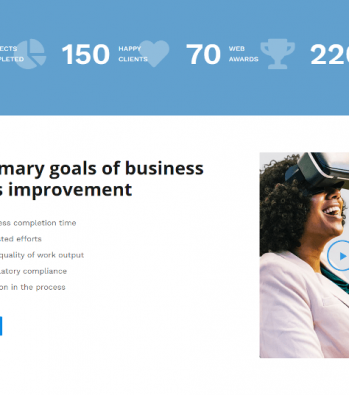 ECTS
PLETED
150
HAPPY
CLIENTS
70
WEB
AWARDS
220
mary goals of business
s improvement
ess completion time
ted efforts
quality of work output
latory compliance
on in the process